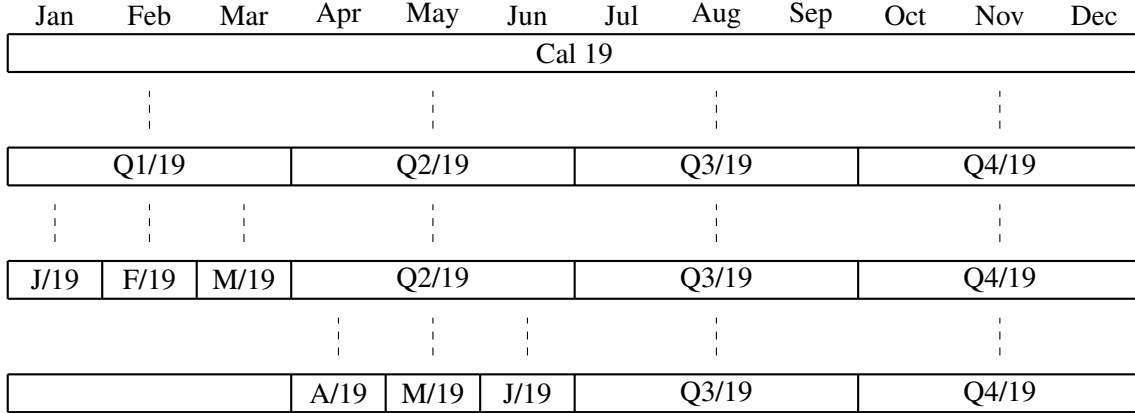 Jan Feb Mar Apr May Jun Jul Aug Sep Oct Nov Dec
Cal 19
Q1/19 Q2/19 Q3/19 Q4/19
J/19 F/19 M/19 Q2/19 Q3/19 Q4/19
A/19 M/19 J/19 Q3/19 Q4/19